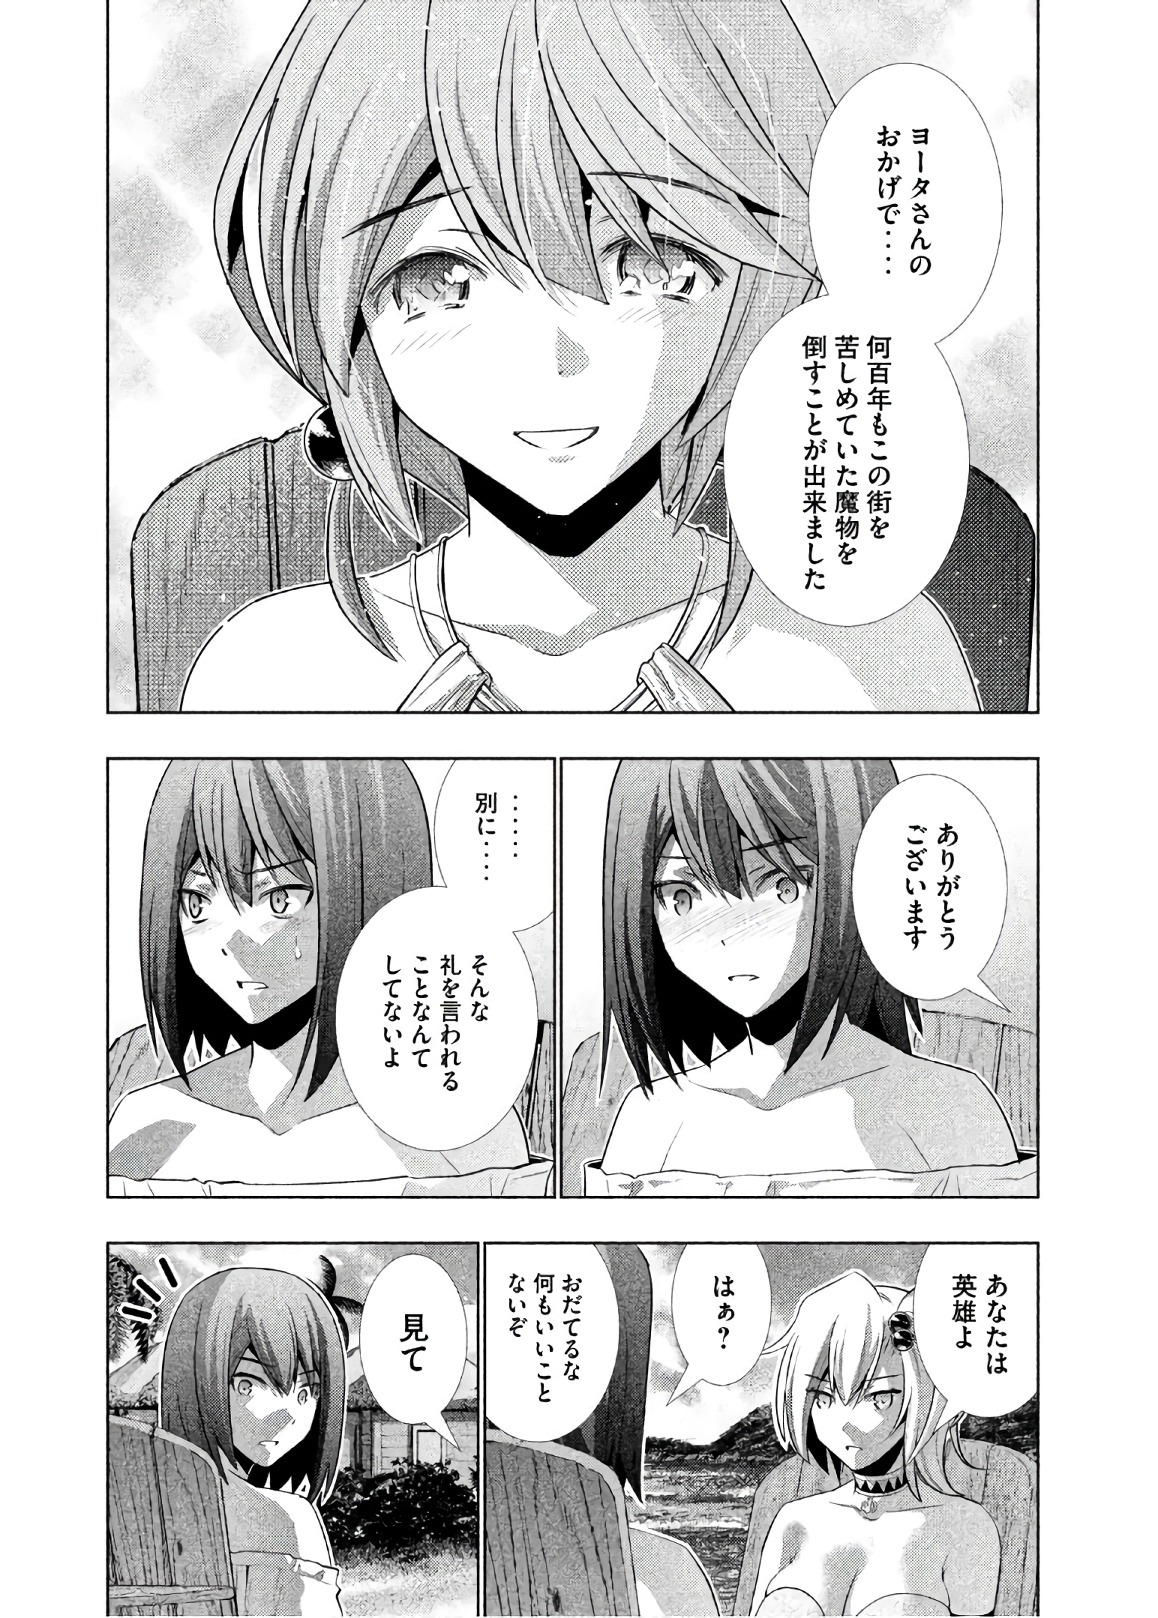 ヨータさんの
おかげで‥‥
何百年もこの街を
苦しめていた魔物を
倒すことが出来ました
ありがとう
ございます
‥‥‥
別に‥‥
そんな
礼を言われる
ことなんて
してないよ
あなたは
英雄よ
はぁ？
おだてるな
何もいいこと
ないぞ
見て